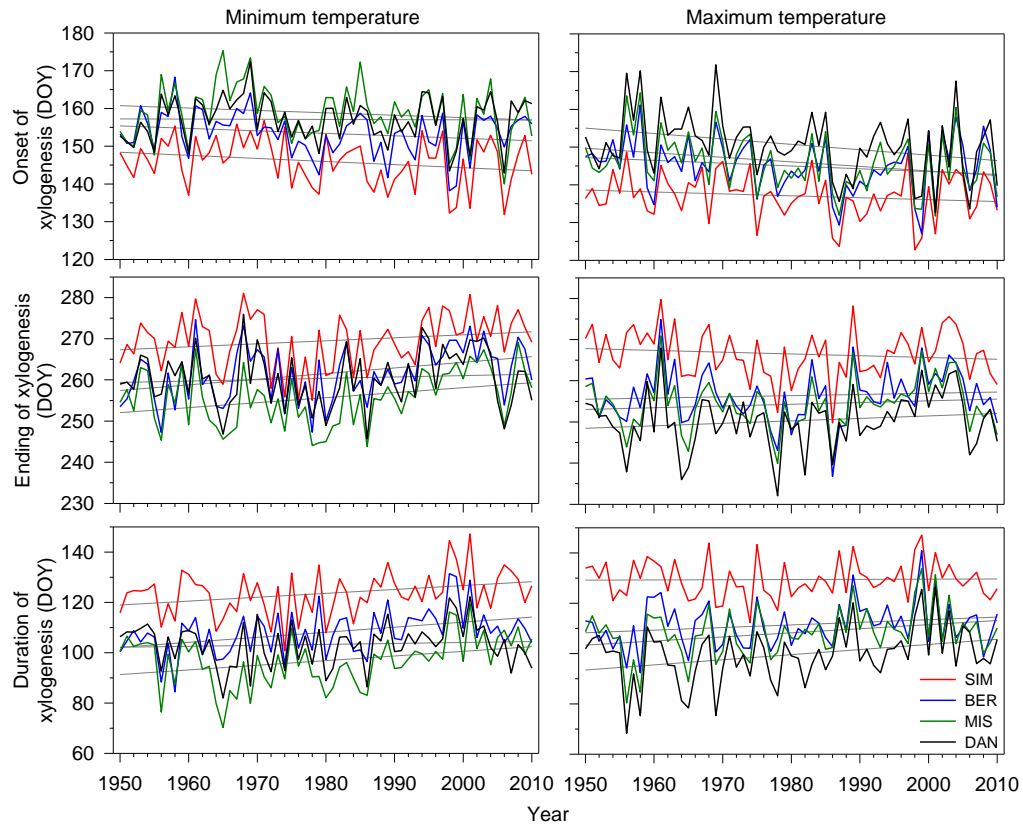 Minimum temperature
Maximum temperature
Onset of
xylogenesis (DOY)
180
170
160
150
140
130
120
Ending of xylogenesis
(DOY)
280
270
260
250
240
230
Duration of
xylogenesis (DOY)
140
120
100
80
60
SIM
BER
MIS
DAN
1950 1960 1970 1980 1990 2000 2010
1950 1960 1970 1980 1990 2000 2010
Year